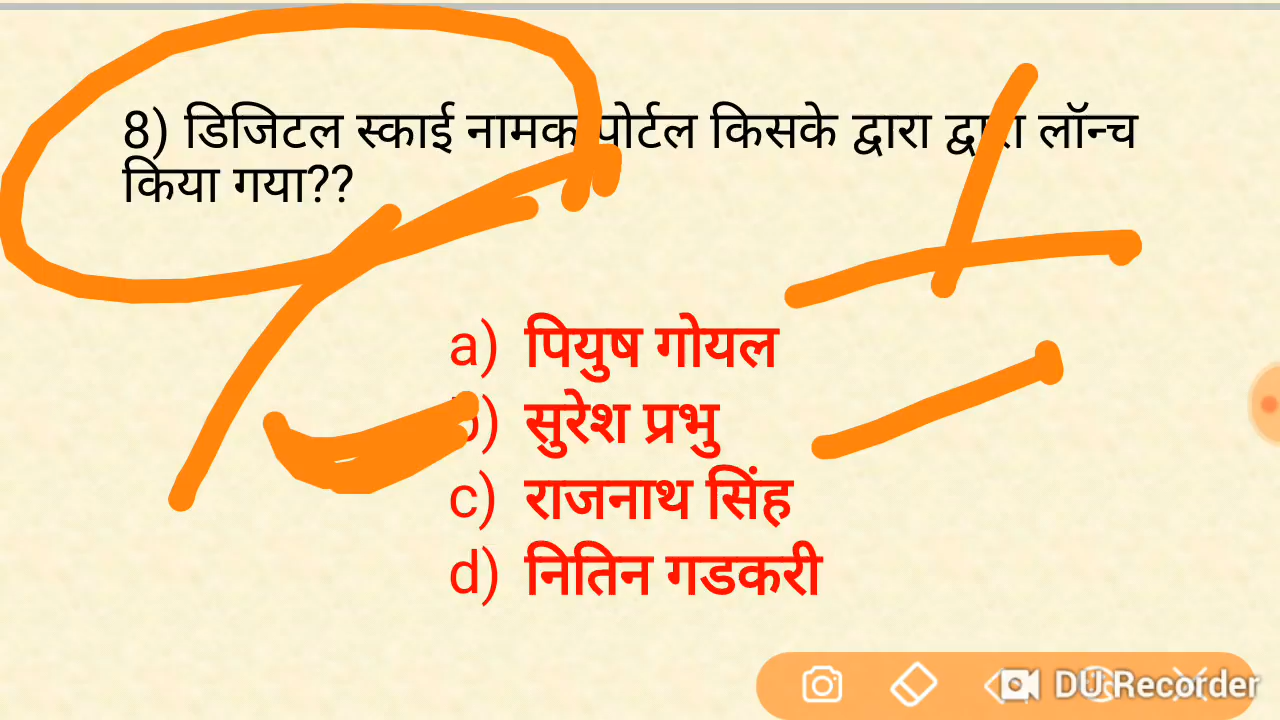 8) डिजिटल स्काई नामक पोर्टल किसके द्वारा द्वारा लॉन्च
किया गया??
a) पियुष गोयल
b) सुरेश प्रभु
c) राजनाथ सिंह
d) नितिन गडकरी
DU Recorder